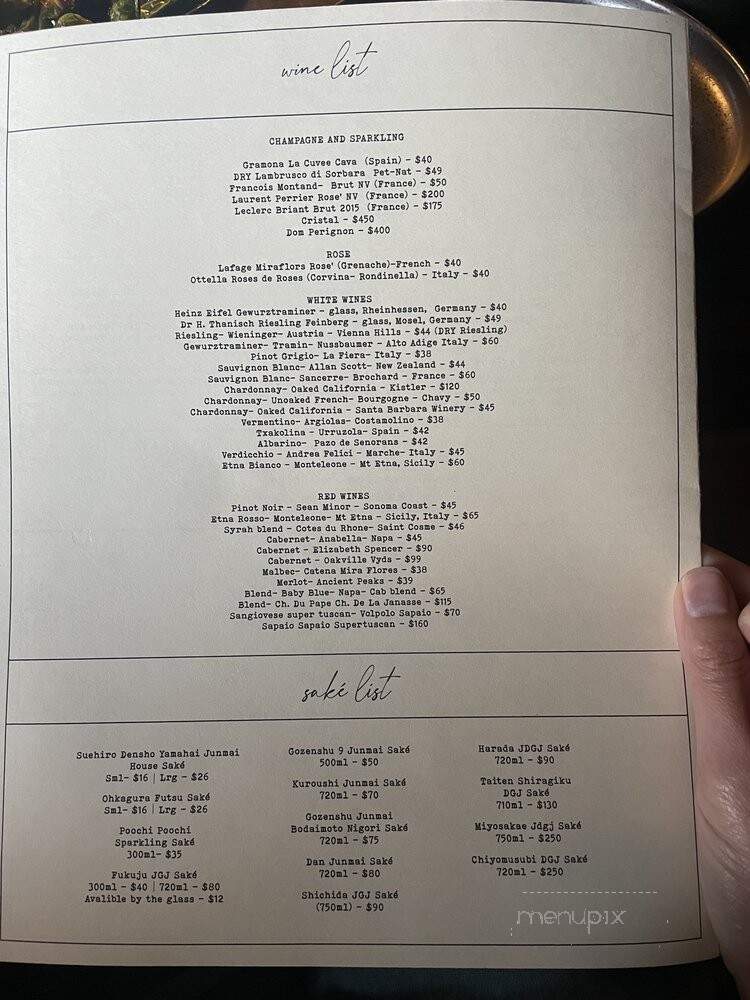 wine list
CHAMPAGNE AND SPARKLING
Gramona La Cuvee Cava (Spain) - $40
DRY Lambrusco di Sorbara Pet-Nat - $49
Francois Montand- Brut NV (France) - $50
Laurent Perrier Rose' NV (France) - $200
Leclerc Briant Brut 2015 (France) - $175
Cristal - $450
Dom Perignon - $400
ROSE
Lafage Miraflors Rose' (Grenache)-French - $40
Ottella Roses de Roses (Corvina- Rondinella) - Italy - $40
WHITE WINES
Heinz Eifel Gewurztraminer - glass, Rheinhessen, Germany - $40
Dr H. Thanisch Riesling Feinberg - glass, Mosel, Germany - $49
Riesling- Wieninger- Austria - Vienna Hills - $44 (DRY Riesling)
Gewurztraminer- Tramin- Nussbaumer - Alto Adige Italy - $60
Pinot Grigio- La Fiera- Italy - $38
Sauvignon Blanc- Allan Scott- New Zealand - $44
Sauvignon Blanc- Sancerre- Brochard - France - $60
Chardonnay- Oaked California - Kistler - $120
Chardonnay- Unoaked French- Bourgogne - Chavy - $50
Chardonnay- Oaked California - Santa Barbara Winery - $45
Vermentino- Argiolas- Costamolino - $38
Txakolina - Urruzola- Spain - $42
Albarino- Pazo de Senorans - $42
Verdicchio - Andrea Felici - Marche- Italy - $45
Etna Bianco - Monteleone - Mt Etna, Sicily - $60
RED WINES
Pinot Noir - Sean Minor - Sonoma Coast - $45
Etna Rosso- Monteleone- Mt Etna - Sicily, Italy - $65
Syrah blend - Cotes du Rhone- Saint Cosme - $46
Cabernet- Anabella- Napa - $45
Cabernet - Elizabeth Spencer - $90
Cabernet - Oakville Vyds - $99
Malbec- Catena Mira Flores - $38
Merlot- Ancient Peaks - $39
Blend- Baby Blue- Napa- Cab blend - $65
Blend- Ch. Du Pape Ch. De La Janasse - $115
Sangiovese super tuscan- Volpolo Sapaio - $70
Sapaio Sapaio Supertuscan - $160
saké list
Suehiro Densho Yamahai Junmai
House Saké
Sml- $16 | Lrg - $26
Ohkagura Futsu Saké
Sml- $16 | Lrg - $26
Poochi Poochi
Sparkling Saké
300ml- $35
Fukuju JGJ Saké
300ml - $40 | 720ml - $80
Avalible by the glass - $12
Gozenshu 9 Junmai Saké
500ml - $50
Kuroushi Junmai Saké
720ml - $70
Gozenshu Junmai
Bodaimoto Nigori Saké
720ml - $75
Dan Junmai Saké
720ml - $80
Shichida JGJ Saké
(750ml) - $90
Harada JDGJ Saké
720ml - $90
Taiten Shiragiku
DGJ Saké
710ml - $130
Miyosakae Jdgj Saké
750ml - $250
Chiyomusubi DGJ Saké
720ml - $250
menupix